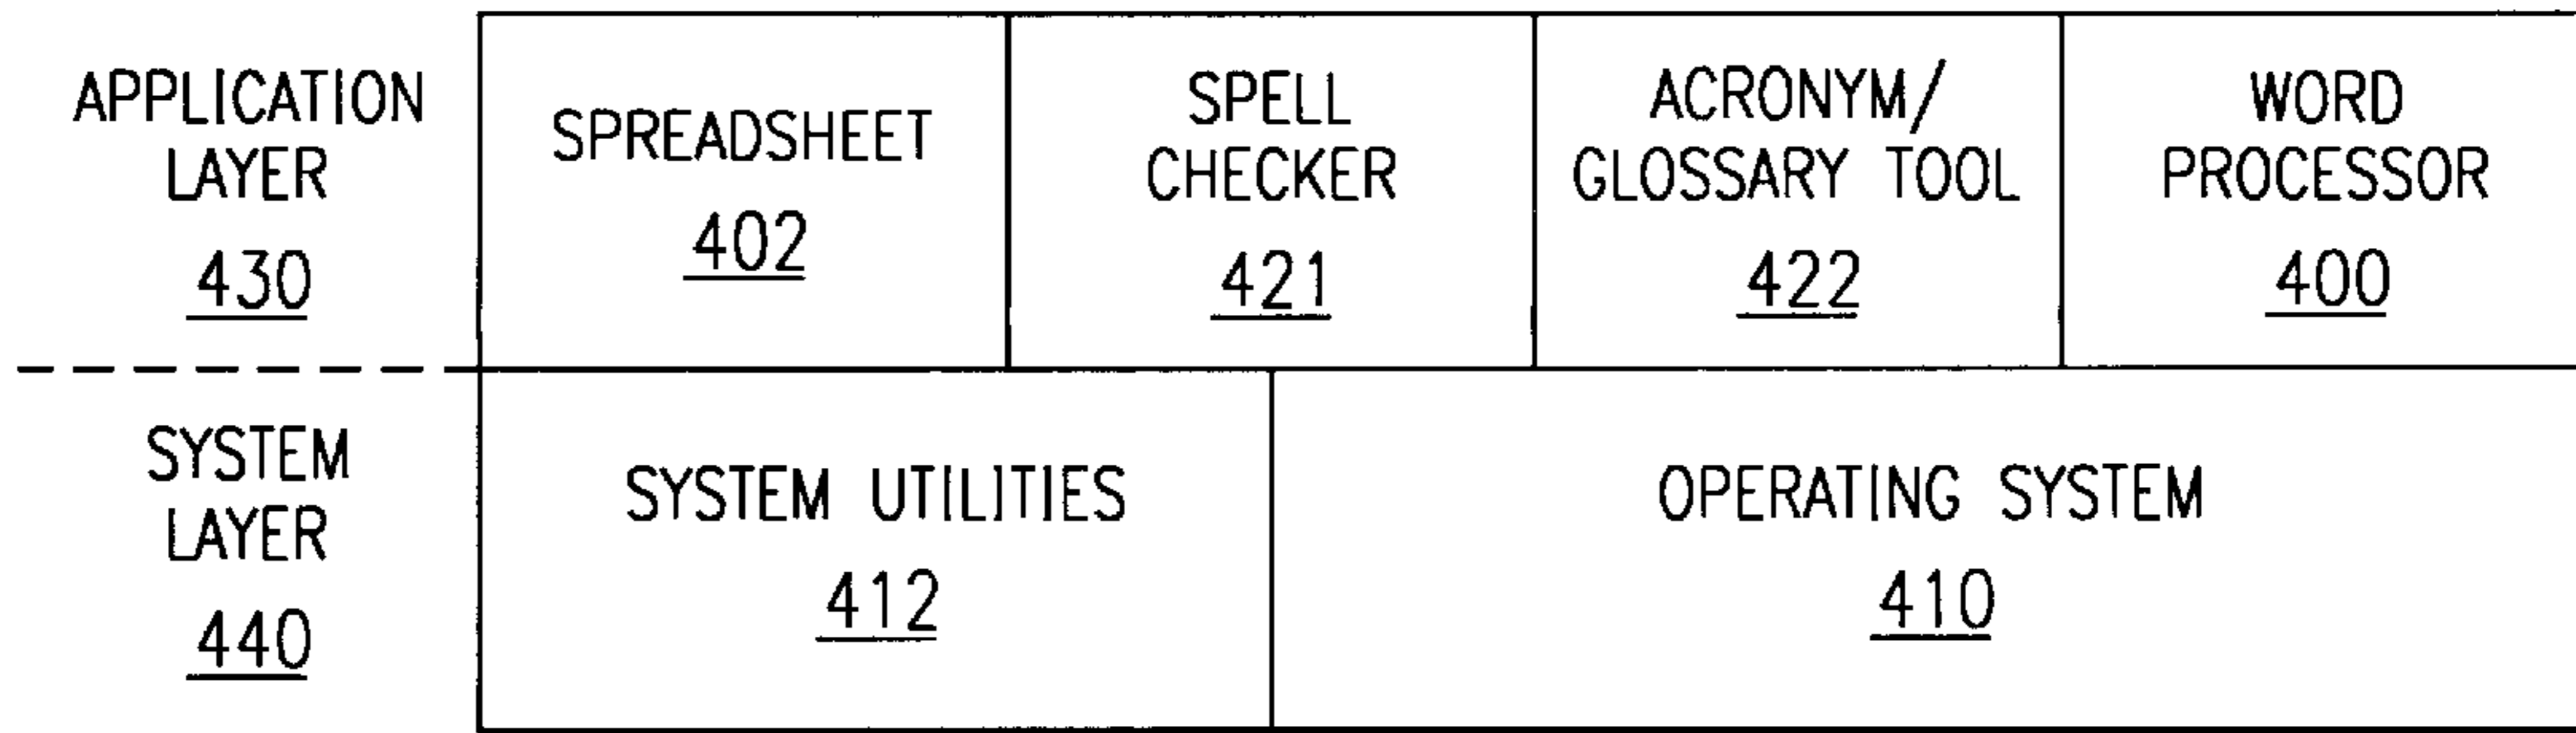 APPLICATION
LAYER
430
SPREADSHEET
402
SPELL
CHECKER
421
ACRONYM/
GLOSSARY TOOL
422
WORD
PROCESSOR
400
SYSTEM
LAYER
440
SYSTEM UTILITIES
412
OPERATING SYSTEM
410